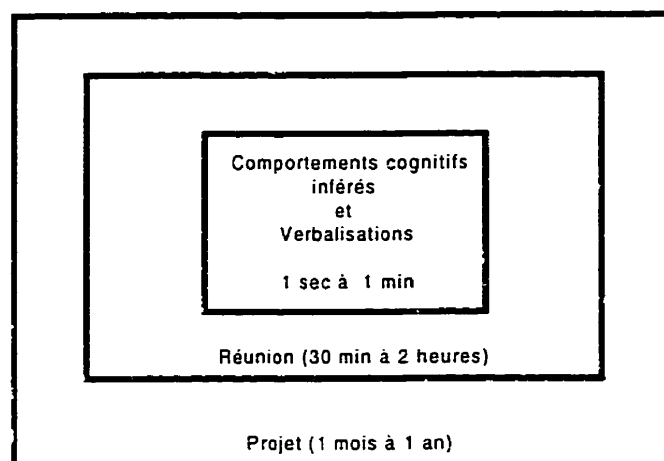 Comportements cognitifs
inférés
et
Verbalisations
1 sec à 1 min
Réunion (30 min à 2 heures)
Projet (1 mois à 1 an)